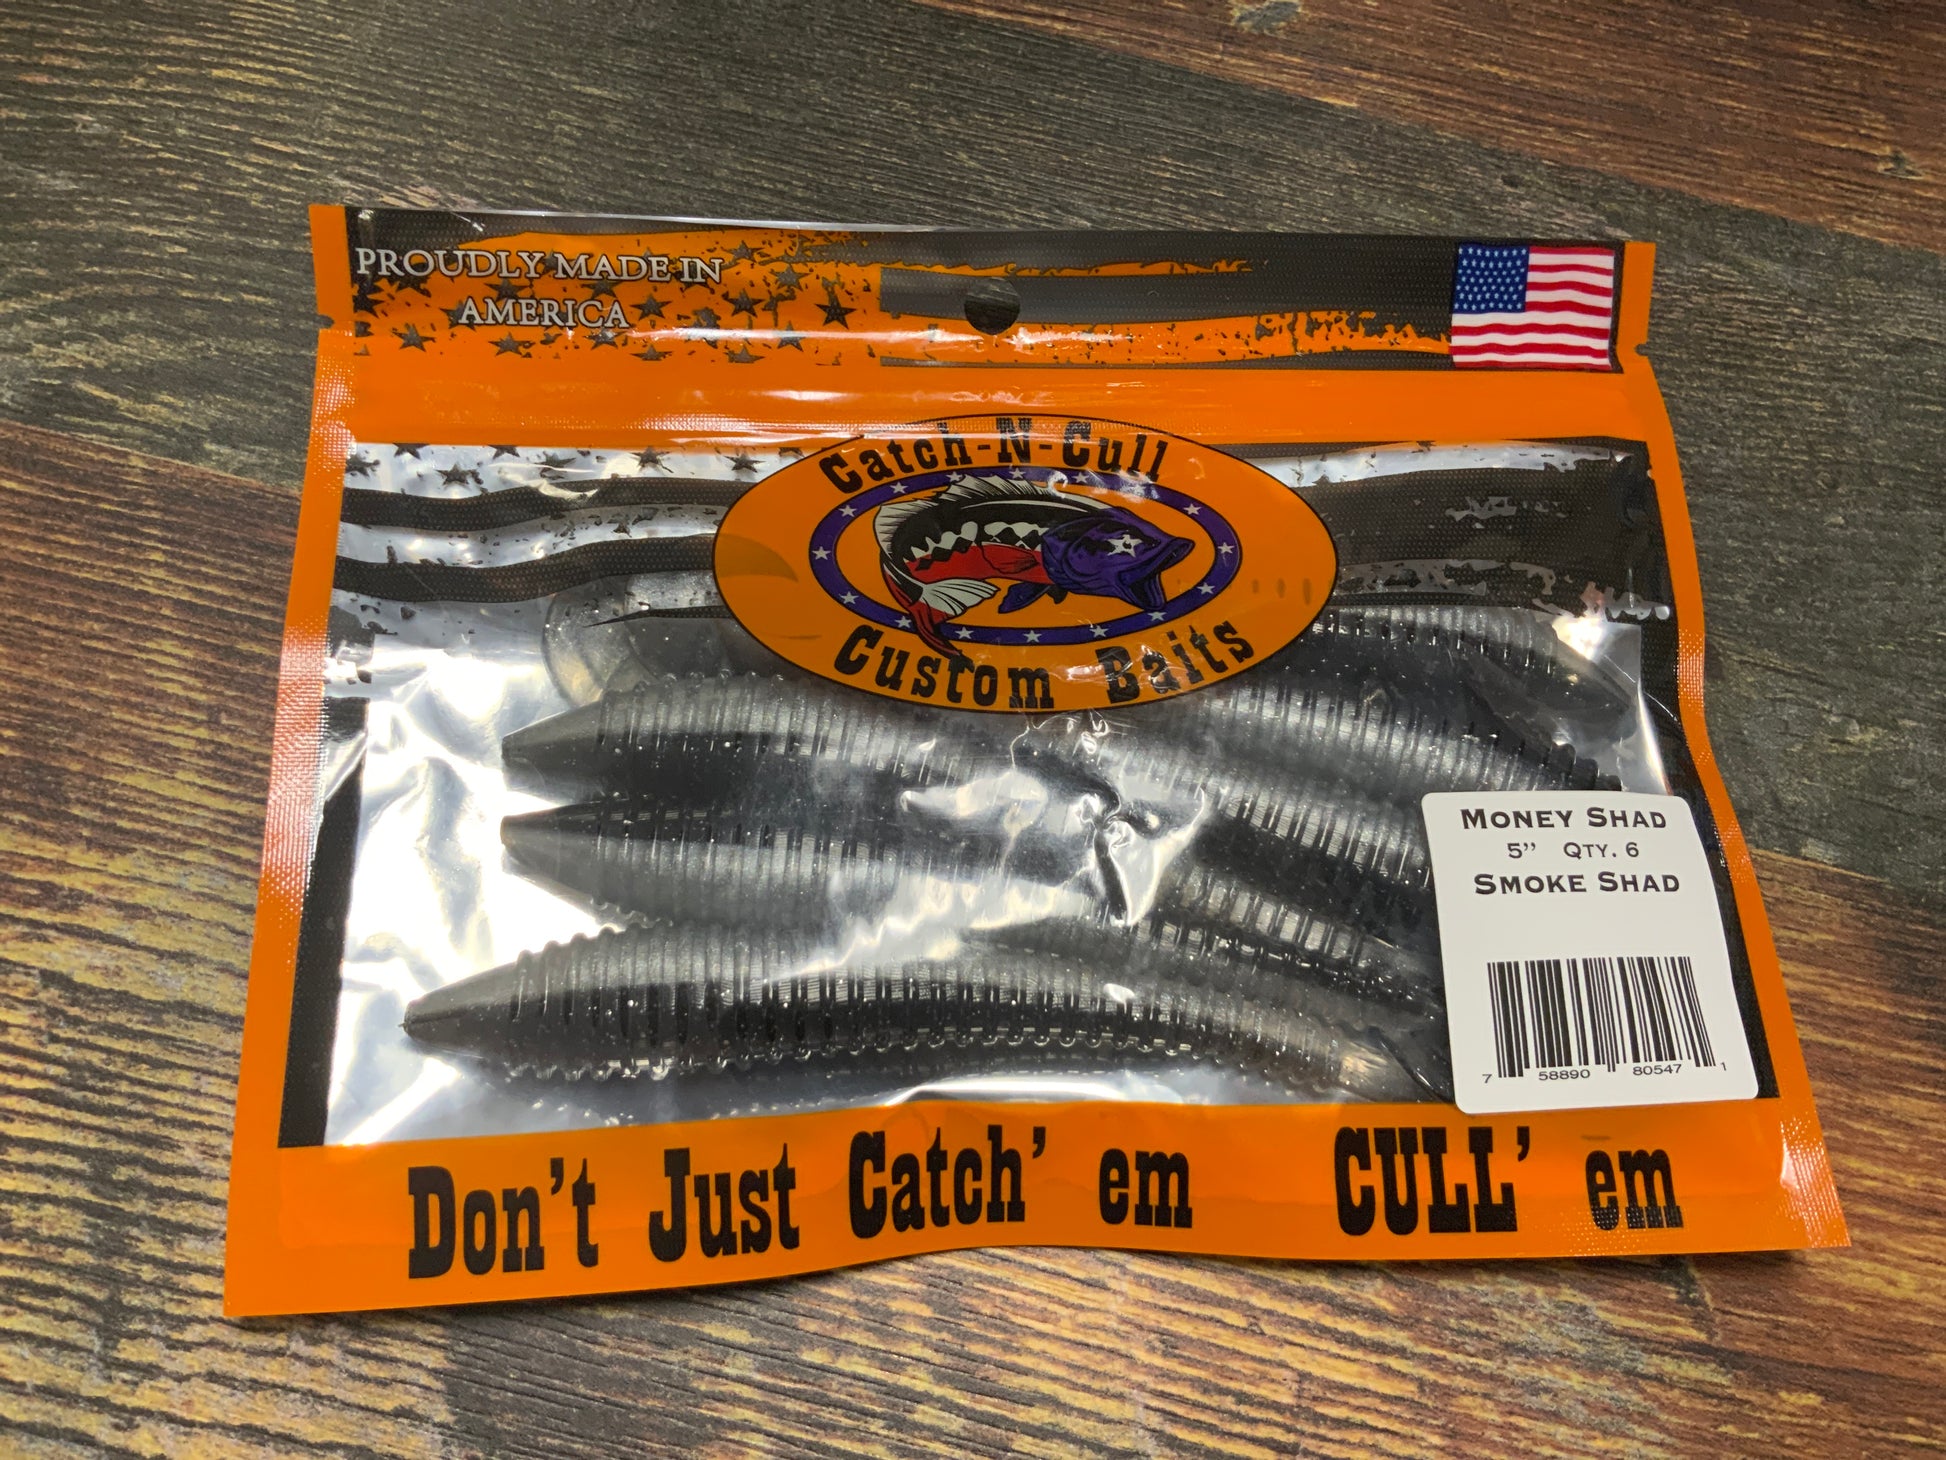 PROUDLY MADE IN
AMERICA
Catch-N-Cull
Custom Baits
MONEY SHAD
5” QTY. 6
SMOKE SHAD
7 58890 80547 1
Don't Just Catch' em CULL' em